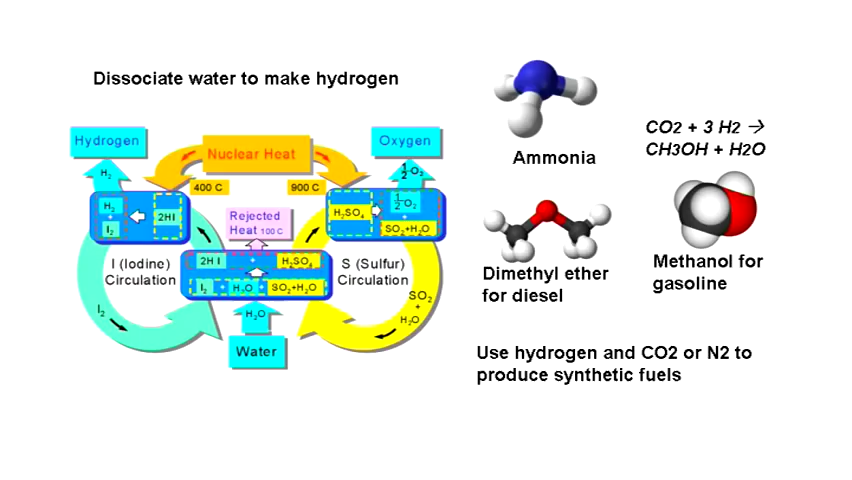 Dissociate water to make hydrogen
Hydrogen
Nuclear Heat
Oxygen
H2
400 C
900 C
1/2 O2
H2
+
I2
2HI
H2SO4
1/2 O2
+
SO2+H2O
Rejected
Heat 100 C
I (Iodine)
Circulation
2H I
+
H2SO4
I2 + H2O + SO2+H2O
S (Sulfur)
Circulation
I2
SO2
+
H2O
H2O
Water
Ammonia
CO2 + 3 H2 →
CH3OH + H2O
Dimethyl ether
for diesel
Methanol for
gasoline
Use hydrogen and CO2 or N2 to
produce synthetic fuels